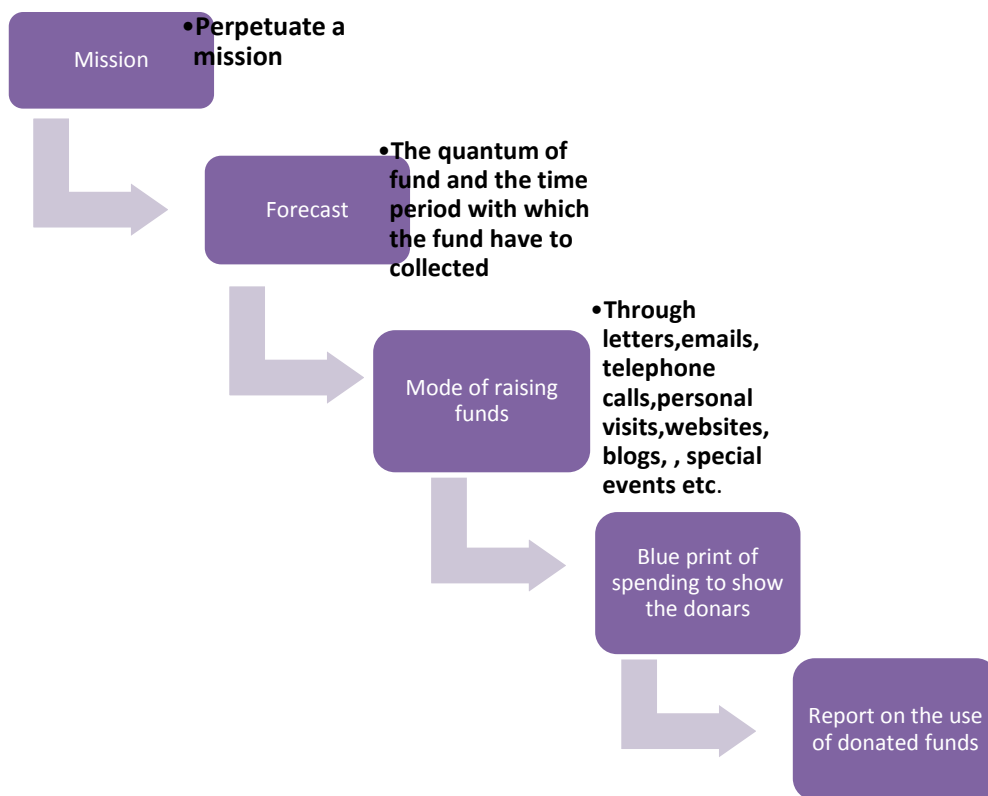 Mission
•Perpetuate a
mission
Forecast
•The quantum of
fund and the time
period with which
the fund have to
collected
Mode of raising
funds
•Through
letters,emails,
telephone
calls,personal
visits,websites,
blogs, , special
events etc.
Blue print of
spending to show
the donars
Report on the use
of donated funds